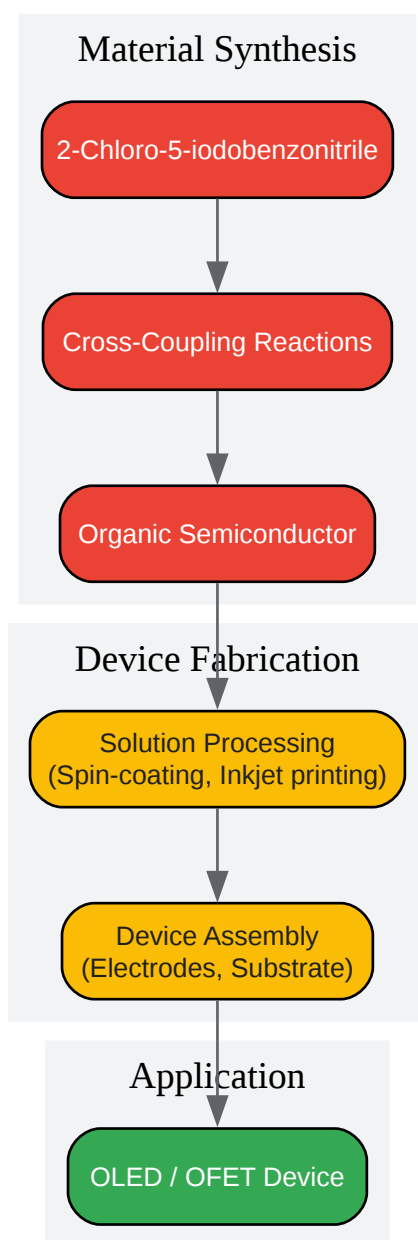 Material Synthesis
2-Chloro-5-iodobenzonitrile
Cross-Coupling Reactions
Organic Semiconductor
Device Fabrication
Solution Processing
(Spin-coating, Inkjet printing)
Device Assembly
(Electrodes, Substrate)
Application
OLED / OFET Device